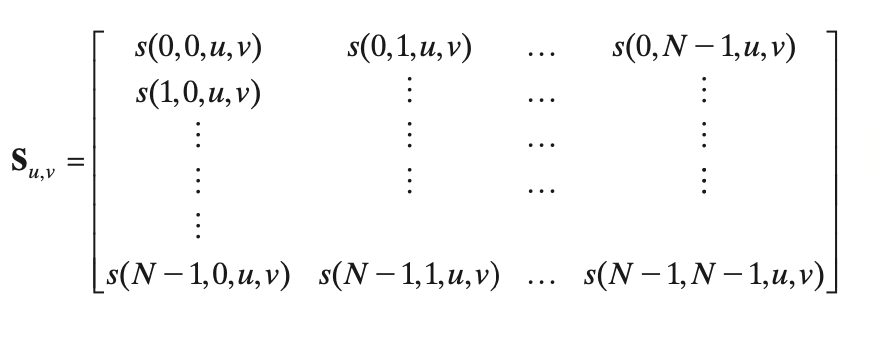 s(0,0,u,v) s(0,1,u,v) … s(0,N−1,u,v)
s(1,0,u,v) ⋮ … ⋮
⋮ ⋮ … ⋮
S_{u,v} =
⋮ ⋮ … ⋮
⋮
s(N−1,0,u,v) s(N−1,1,u,v) … s(N−1,N−1,u,v)